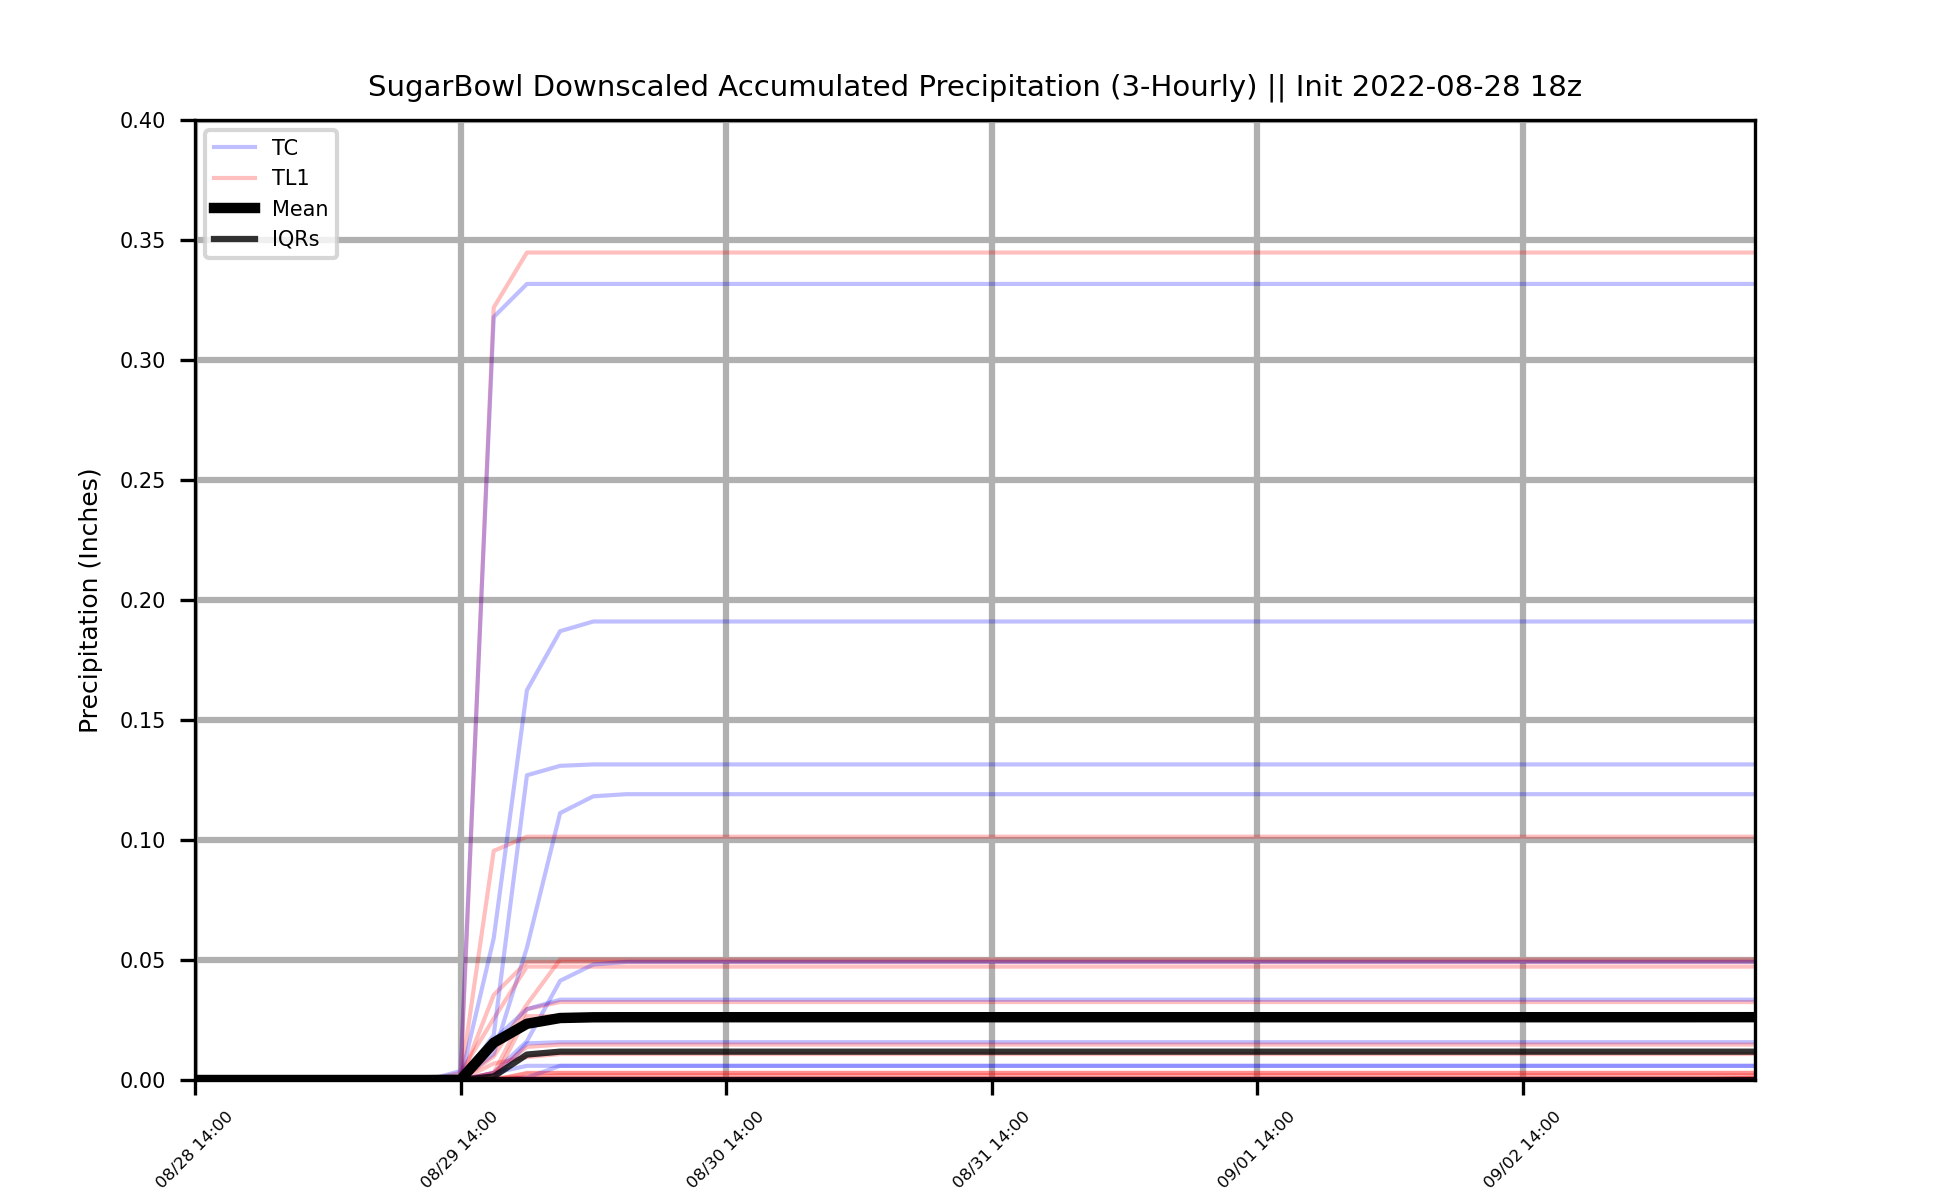 SugarBowl Downscaled Accumulated Precipitation (3-Hourly) || Init 2022-08-28 18z
Precipitation (Inches)
0.40
0.35
0.30
0.25
0.20
0.15
0.10
0.05
0.00
TC
TL1
Mean
IQRs
08/28 14:00
08/29 14:00
08/30 14:00
08/31 14:00
09/01 14:00
09/02 14:00